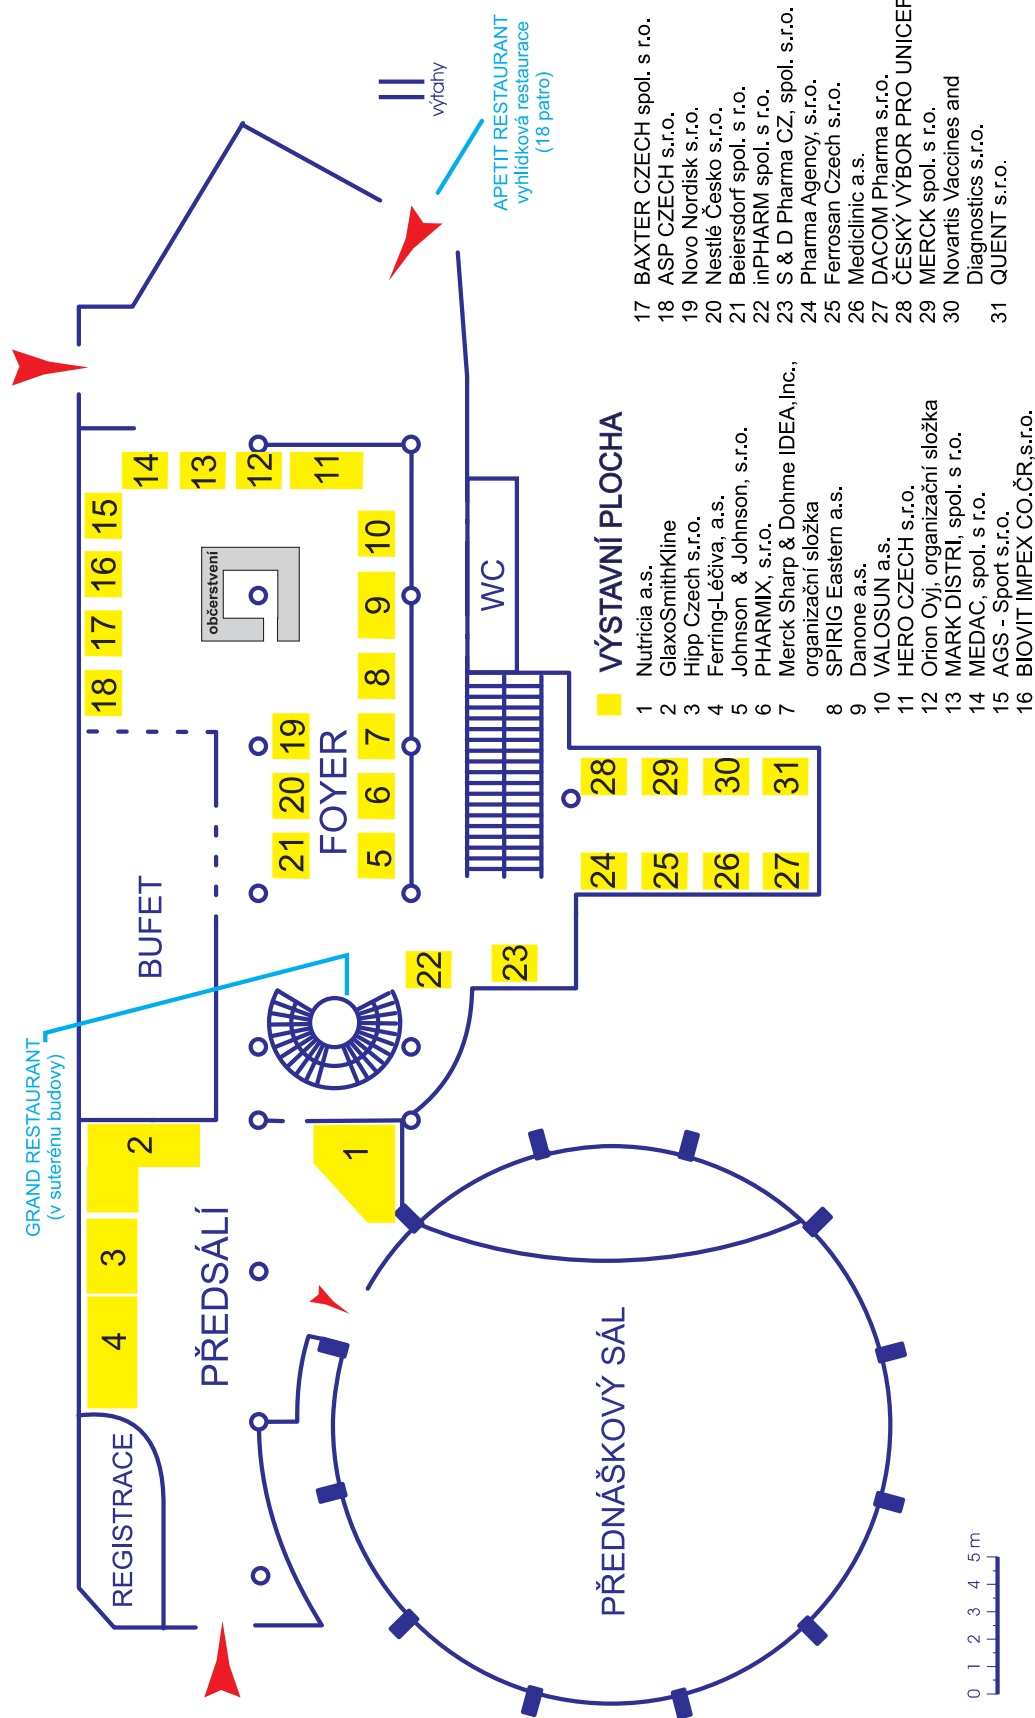 GRAND RESTAURANT
(v suterénu budovy)
APETIT RESTAURANT
vyhlídková restaurace
(18 patro)
výtahy
REGISTRACE
4
3
2
BUFET
18
17
16
15
14
13
12
11
občerstvení
PŘEDSÁLÍ
1
21
20
19
FOYER
5
6
7
8
9
10
22
23
WC
PŘEDNÁŠKOVÝ SÁL
24
25
26
27
28
29
30
31
0 1 2 3 4 5 m
VÝSTAVNÍ PLOCHA
1 Nutricia a.s.
2 GlaxoSmithKline
3 Hipp Czech s.r.o.
4 Ferring-Léčiva, a.s.
5 Johnson & Johnson, s.r.o.
6 PHARMIX, s.r.o.
7 Merck Sharp & Dohme IDEA,Inc.,
organizační složka
8 SPIRIG Eastern a.s.
9 Danone a.s.
10 VALOSUN a.s.
11 HERO CZECH s.r.o.
12 Orion Oyj, organizační složka
13 MARK DISTRI, spol. s r.o.
14 MEDAC, spol. s r.o.
15 AGS - Sport s.r.o.
16 BIOVIT IMPEX CO.ČR,s.r.o.
17 BAXTER CZECH spol. s r.o.
18 ASP CZECH s.r.o.
19 Novo Nordisk s.r.o.
20 Nestlé Česko s.r.o.
21 Beiersdorf spol. s r.o.
22 inPHARM spol. s r.o.
23 S & D Pharma CZ, spol. s.r.o.
24 Pharma Agency, s.r.o.
25 Ferrosan Czech s.r.o.
26 Mediclinic a.s.
27 DACOM Pharma s.r.o.
28 ČESKÝ VÝBOR PRO UNICEF
29 MERCK spol. s r.o.
30 Novartis Vaccines and
Diagnostics s.r.o.
31 QUENT s.r.o.